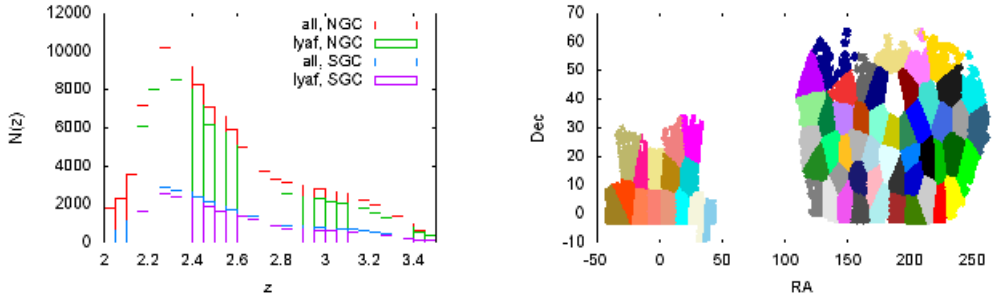 12000
10000
8000
6000
4000
2000
0
N(z)
all, NGC
lyaf, NGC
all, SGC
lyaf, SGC
2 2.2 2.4 2.6 2.8 3 3.2 3.4
z
70
60
50
40
30
20
10
0
-10
Dec
-50 0 50 100 150 200 250
RA